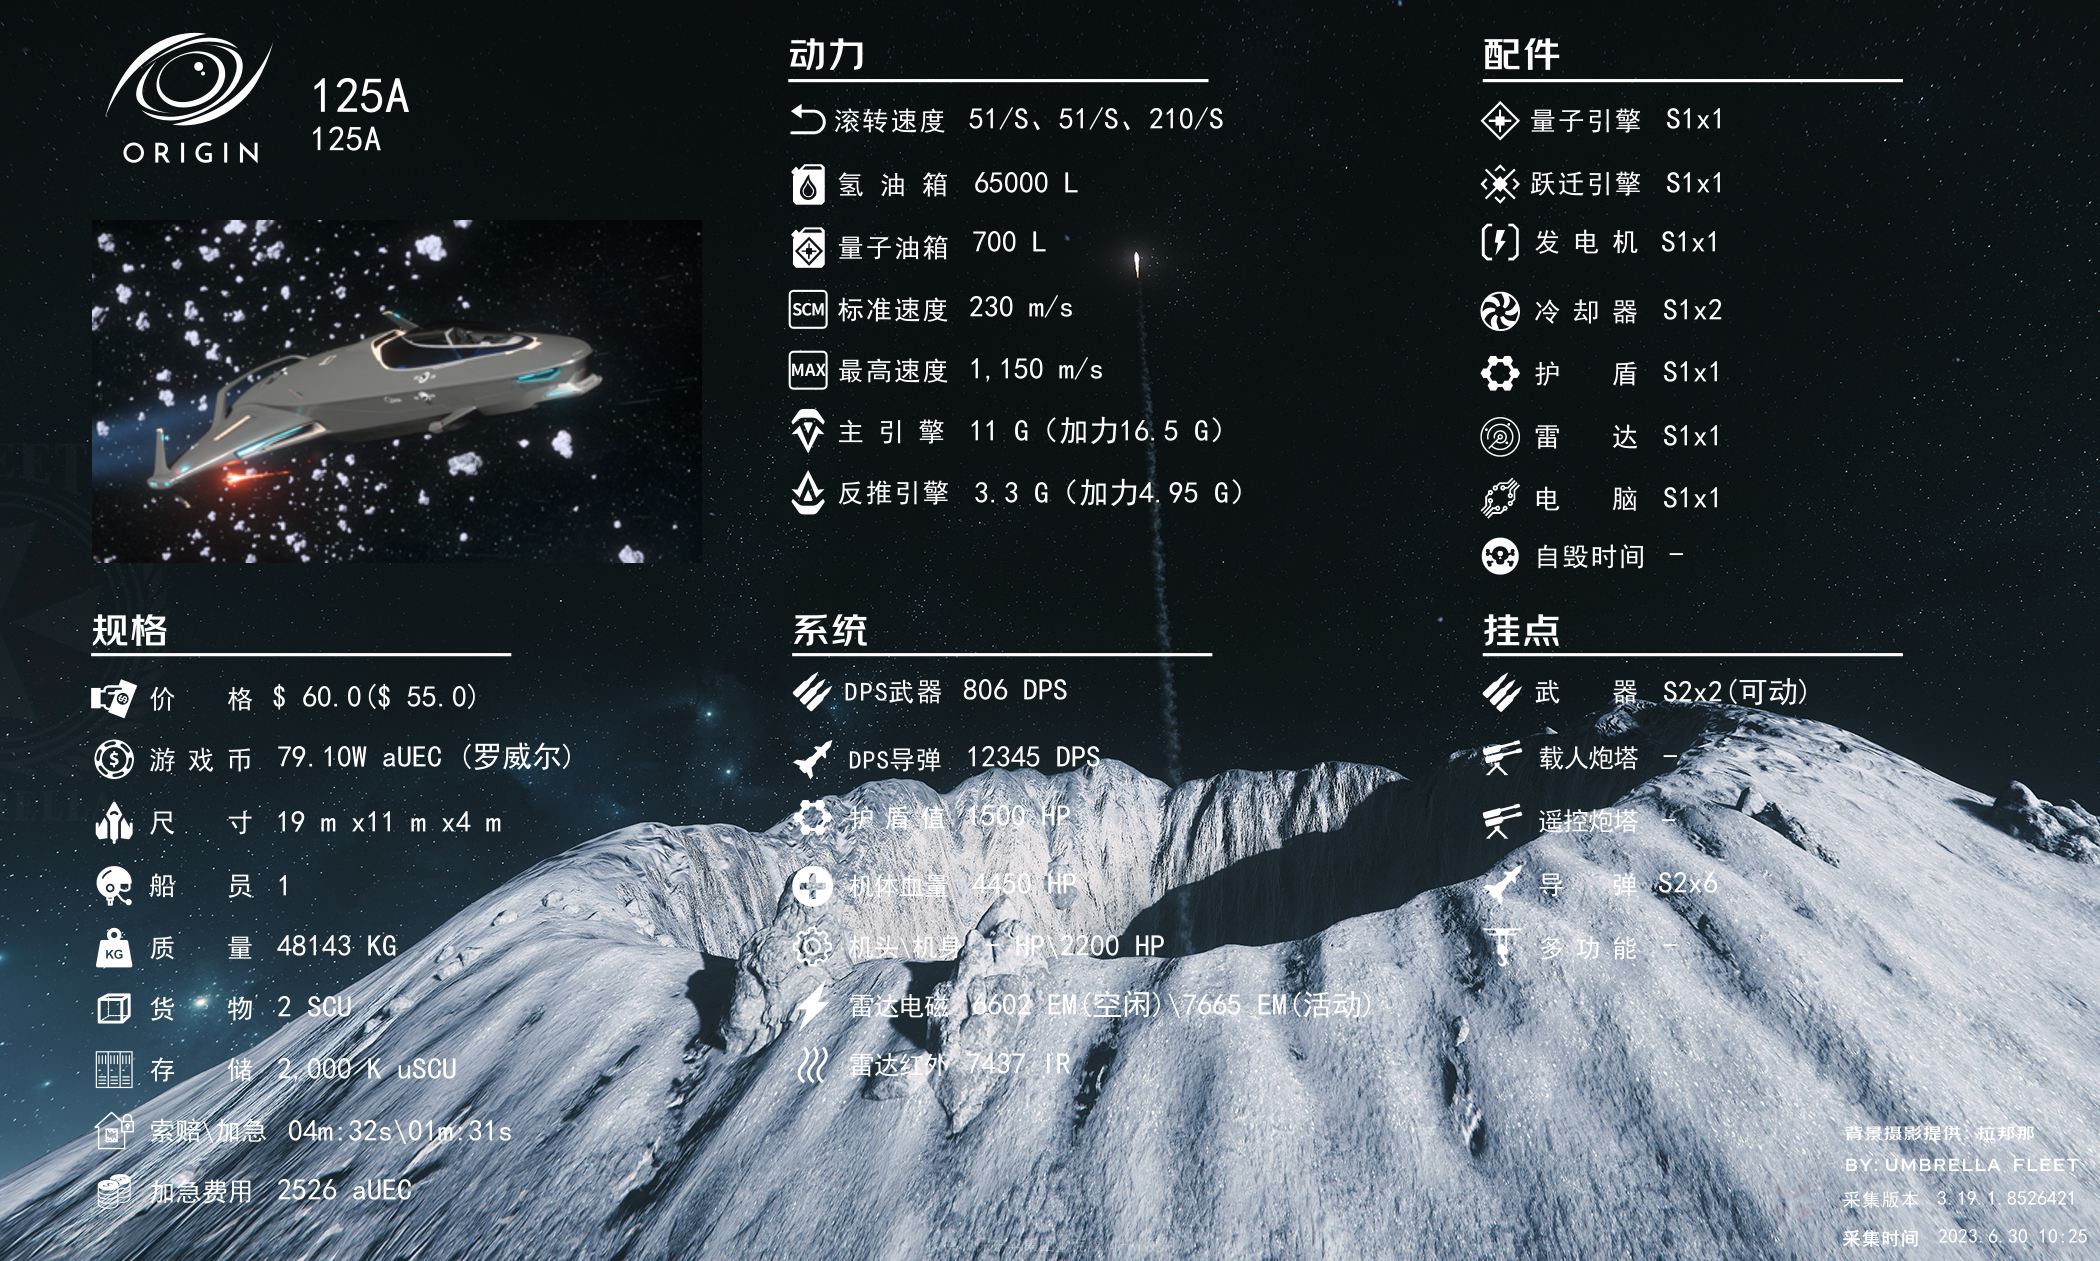 ORIGIN
125A
125A
规格
价格 $ 60.0($ 55.0)
游戏币 79.10W aUEC (罗威尔)
尺寸 19 m x11 m x4 m
船员 1
KG 质量 48143 KG
货物 2 SCU
存储 2,000 K uSCU
索赔\加急 04m:32s\01m:31s
加急费用 2526 aUEC
动力
滚转速度 51/S、51/S、210/S
氢油箱 65000 L
量子油箱 700 L
SCM 标准速度 230 m/s
MAX 最高速度 1,150 m/s
主引擎 11 G（加力16.5 G）
反推引擎 3.3 G（加力4.95 G）
系统
DPS武器 806 DPS
DPS导弹 12345 DPS
护盾值 1500 HP
机体血量 4450 HP
机头\机身 - HP\2200 HP
雷达电磁 6602 EM(空闲)\7665 EM(活动)
雷达红外 7437 IR
配件
量子引擎 S1x1
跃迁引擎 S1x1
发电机 S1x1
冷却器 S1x2
护盾 S1x1
雷达 S1x1
电脑 S1x1
自毁时间 -
挂点
武器 S2x2(可动)
载人炮塔 -
遥控炮塔 -
导弹 S2x6
多功能 -
背景摄影提供：拉邦那
BY: UMBRELLA FLEET
采集版本 3.19.1.8526421
采集时间 2023.6.30 10:25